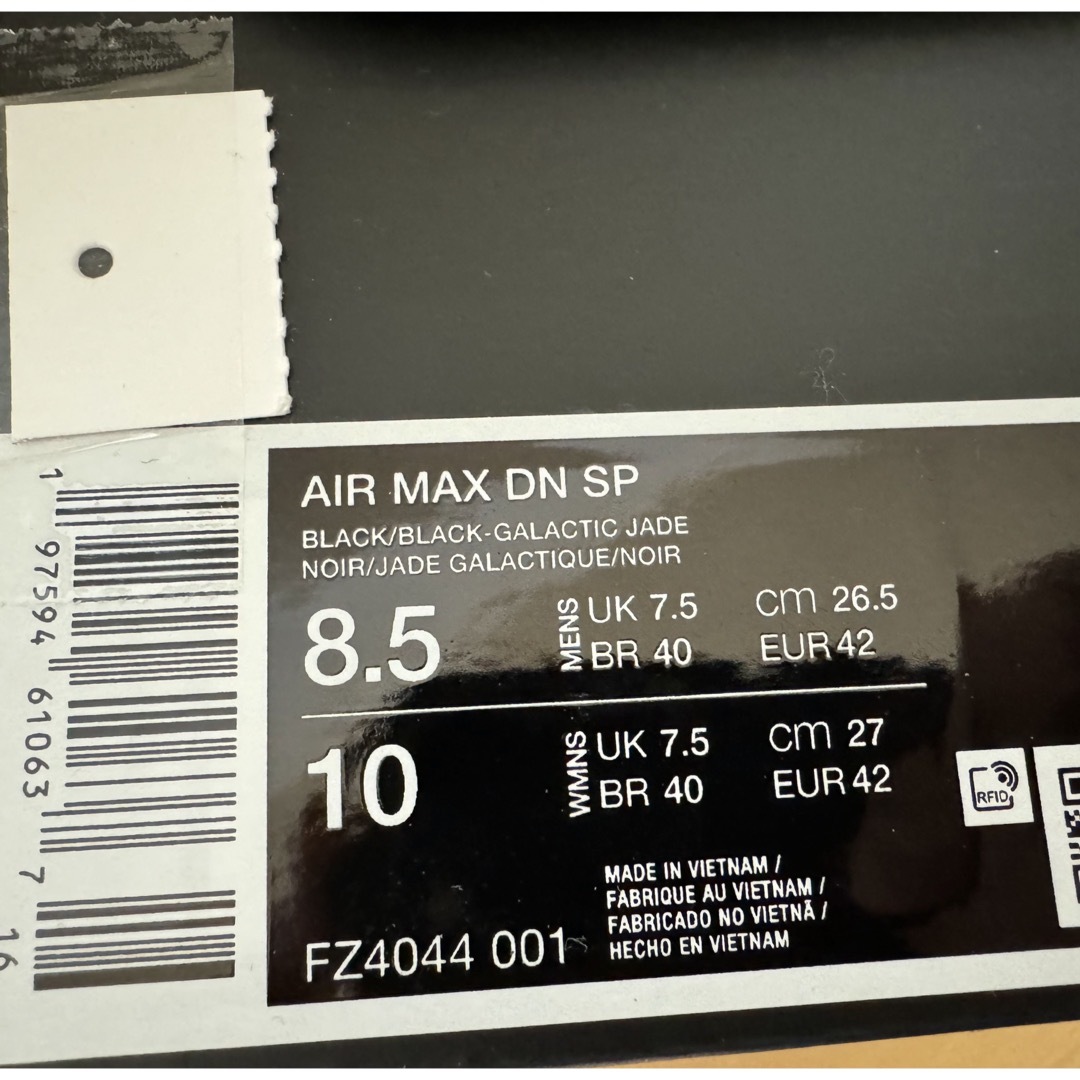 AIR MAX DN SP
BLACK/BLACK-GALACTIC JADE
NOIR/JADE GALACTIQUE/NOIR
8.5
MENS
UK 7.5 cm 26.5
BR 40 EUR 42
10
WMNS
UK 7.5 cm 27
BR 40 EUR 42
RFID
MADE IN VIETNAM /
FABRIQUE AU VIETNAM /
FABRICADO NO VIETNÃ /
HECHO EN VIETNAM
FZ4044 001
1 97594 61063 7 16